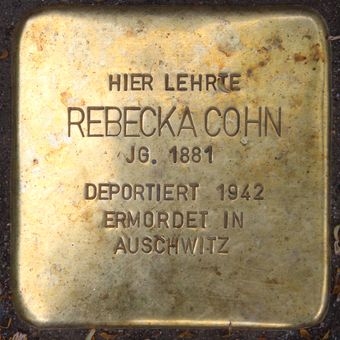 HIER LEHRTE
REBECKA COHN
JG. 1881
DEPORTIERT 1942
ERMORDET IN
AUSCHWITZ